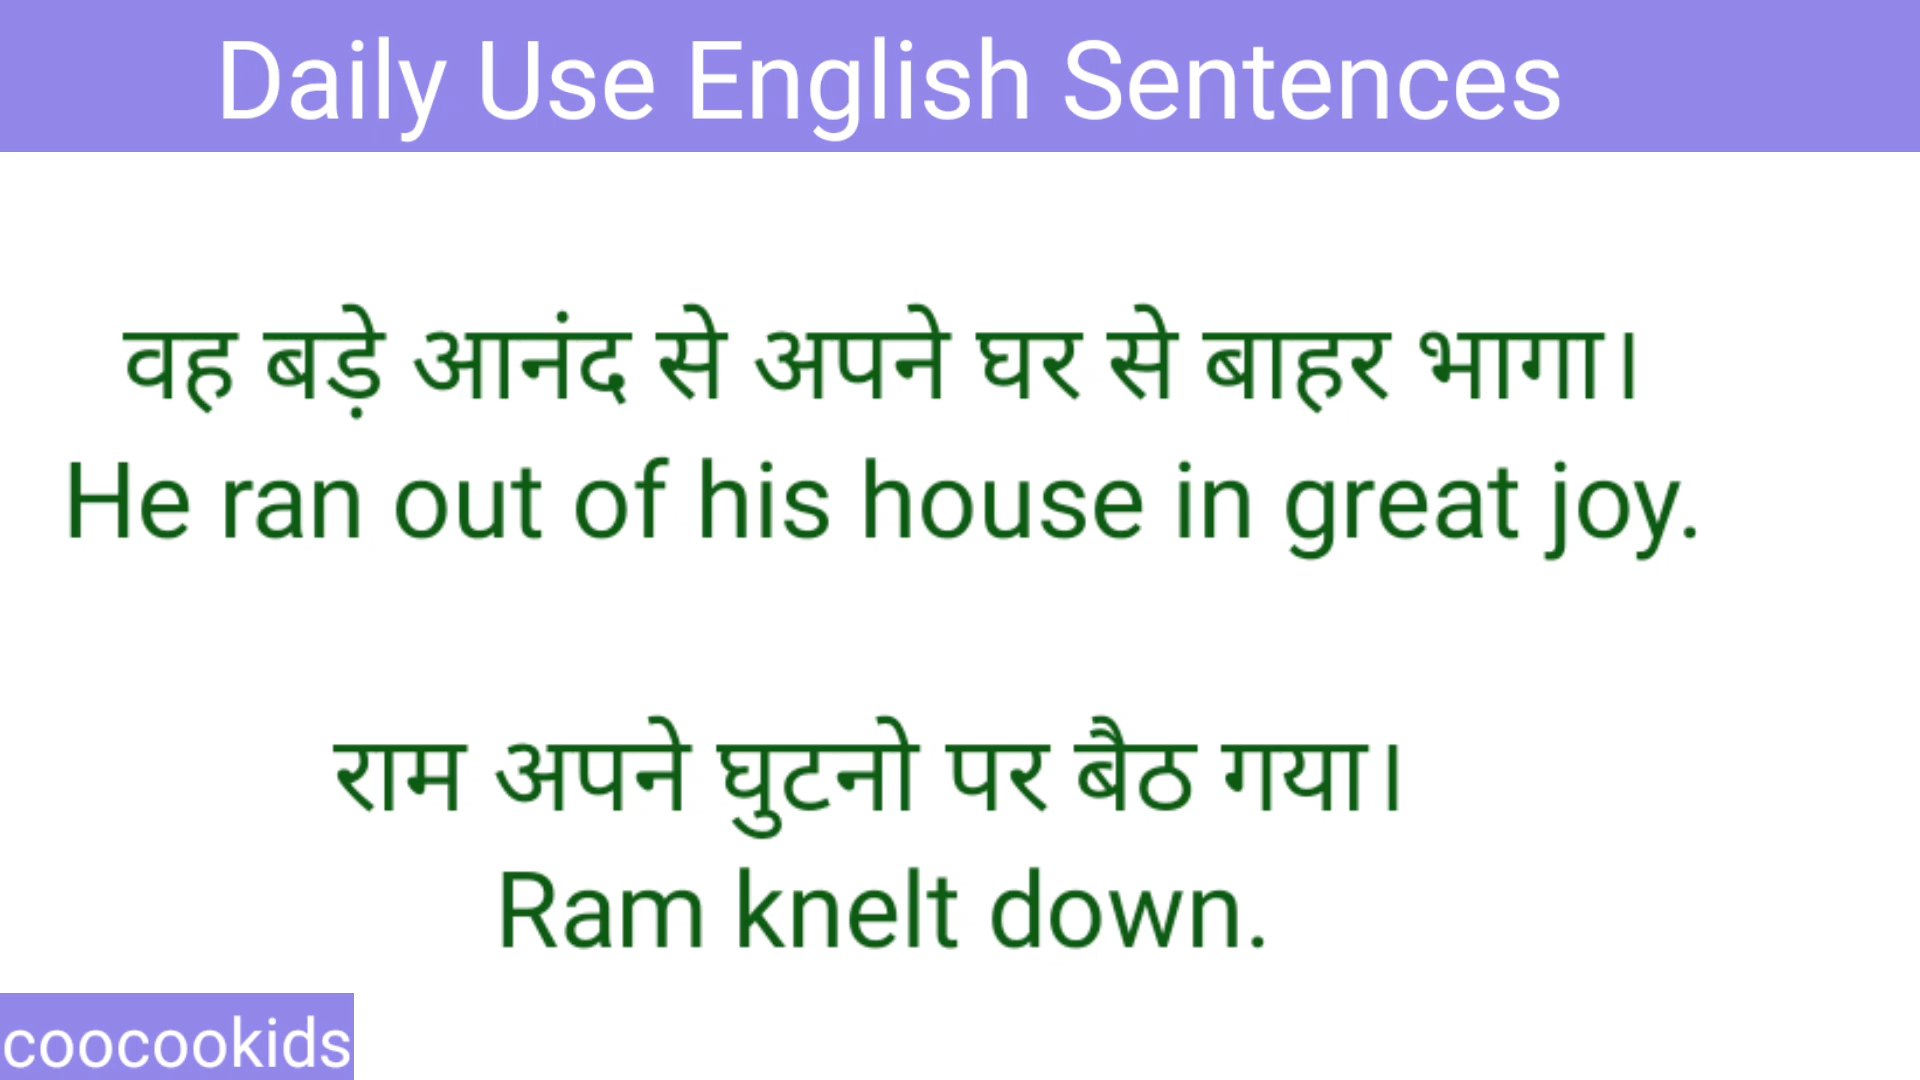 Daily Use English Sentences
वह बड़े आनंद से अपने घर से बाहर भागा।
He ran out of his house in great joy.
राम अपने घुटनो पर बैठ गया।
Ram knelt down.
coocookids